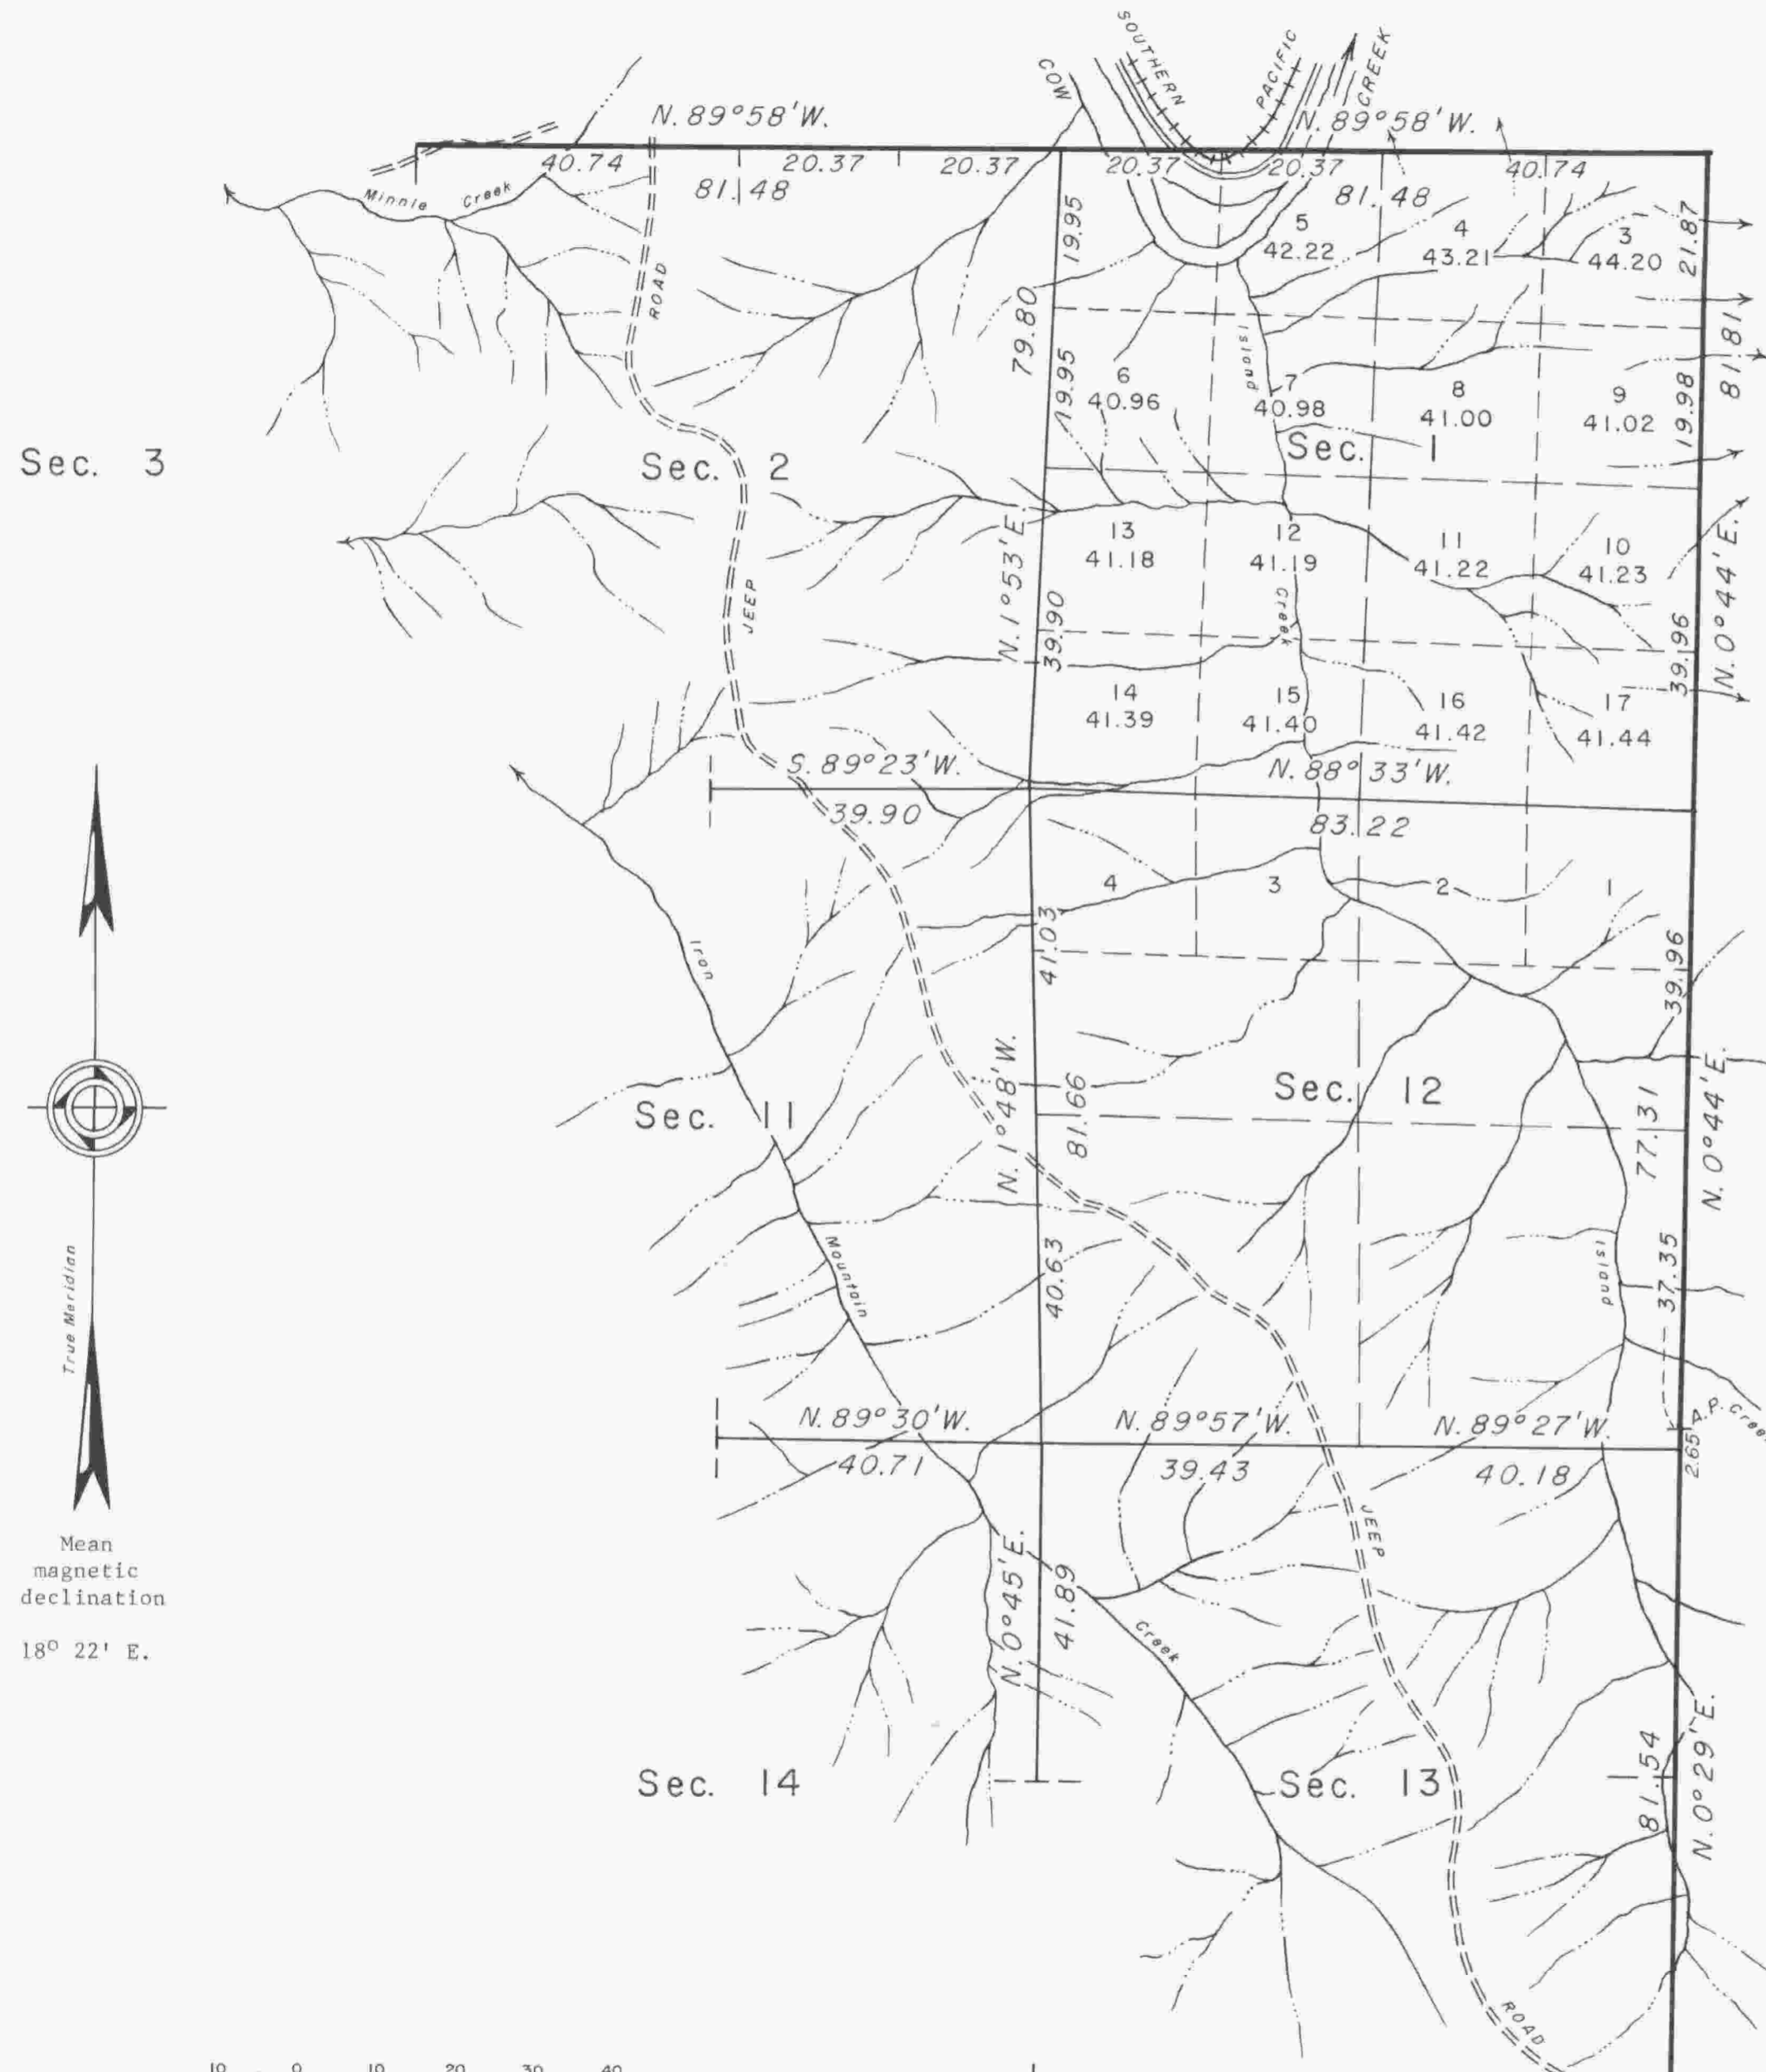 SOUTHERN
PACIFIC
COW
CREEK
N. 89°58'W.
N. 89°58'W.
40.74
20.37
20.37
20.37
20.37
40.74
81.48
81.48
Minnie Creek
ROAD
19.95
5
42.22
4
43.21
3
44.20
21.87
79.80
Island
81.81
19.95
6
40.96
7
40.98
8
41.00
9
41.02
19.98
Sec. 3
Sec. 2
Sec. 1
N. 1°53'E.
13
41.18
12
41.19
11
41.22
10
41.23
N. 0°44'E.
JEEP
39.90
Creek
39.96
14
41.39
15
41.40
16
41.42
17
41.44
S. 89°23'W.
N. 88°33'W.
39.90
83.22
4
3
2
1
Iron
41.03
39.96
N. 1°48'W.
Sec. 11
81.66
Sec. 12
77.31
N. 0°44'E.
True Meridian
Mountain
40.63
Island
37.35
N. 89°30'W.
N. 89°57'W.
N. 89°27'W.
A.P. Creek
40.71
39.43
40.18
2.65
Mean
magnetic
declination
18° 22' E.
JEEP
N. 0°45'E.
41.89
Creek
Sec. 14
Sec. 13
81.54
N. 0°29'E.
ROAD
10 0 10 20 30 40